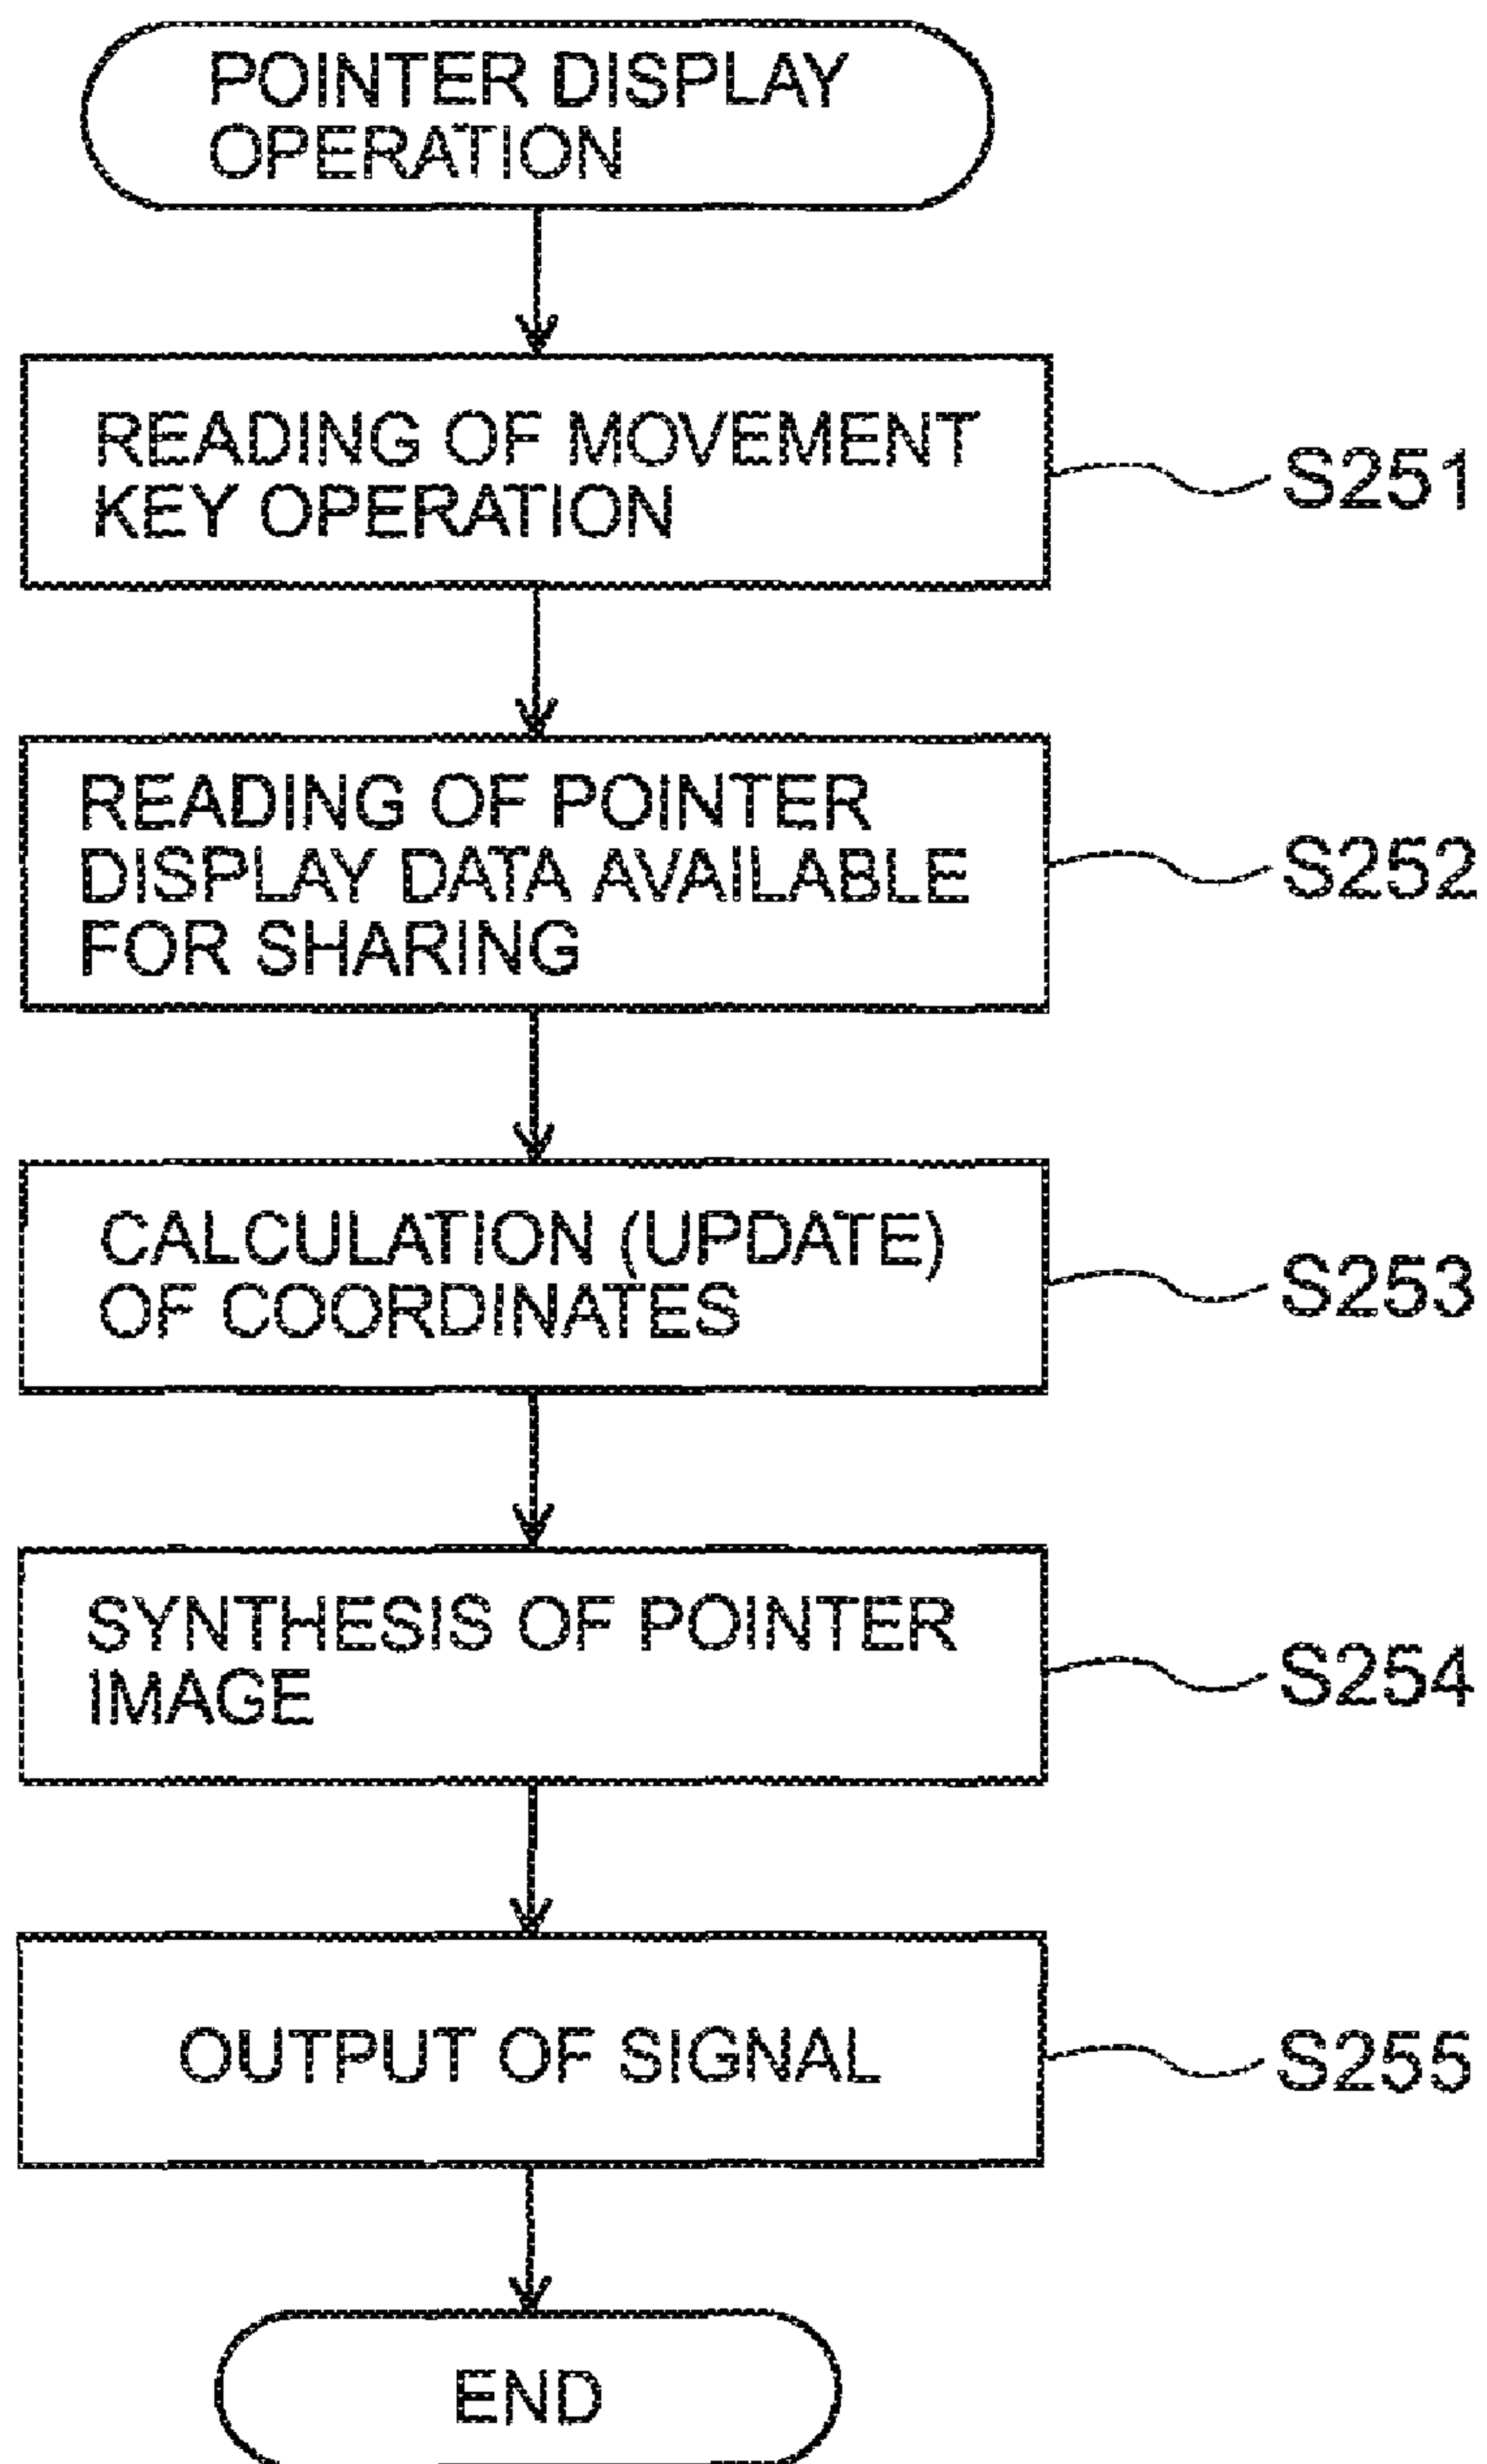 POINTER DISPLAY
OPERATION
READING OF MOVEMENT
KEY OPERATION
S251
READING OF POINTER
DISPLAY DATA AVAILABLE
FOR SHARING
S252
CALCULATION (UPDATE)
OF COORDINATES
S253
SYNTHESIS OF POINTER
IMAGE
S254
OUTPUT OF SIGNAL
S255
END